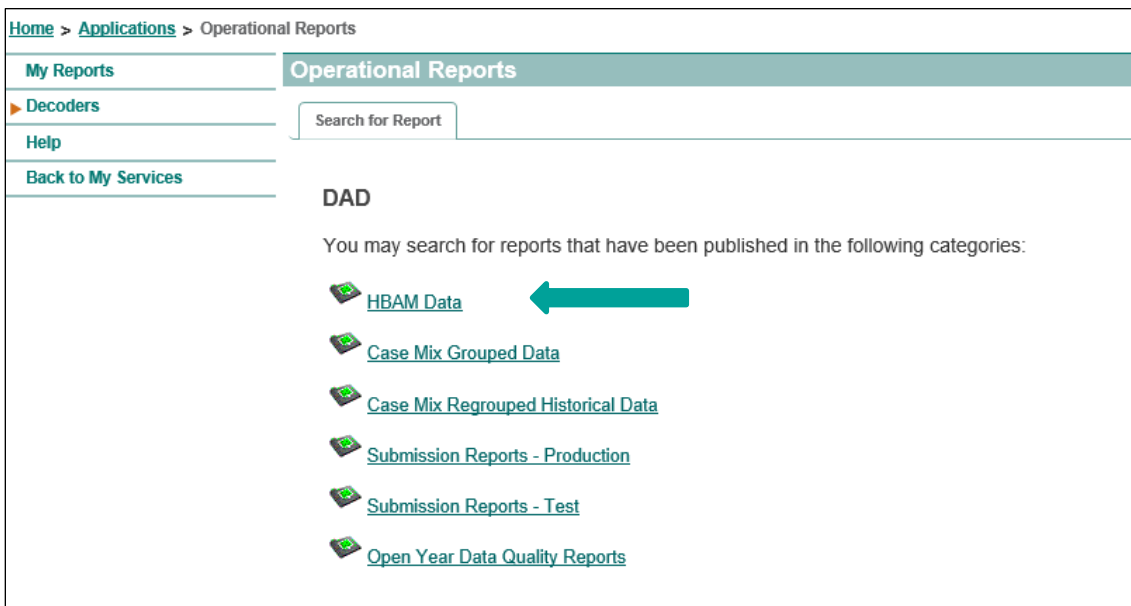 Home > Applications > Operational Reports
My Reports
Decoders
Help
Back to My Services
Operational Reports
Search for Report
DAD
You may search for reports that have been published in the following categories:
HBAM Data
Case Mix Grouped Data
Case Mix Regrouped Historical Data
Submission Reports - Production
Submission Reports - Test
Open Year Data Quality Reports